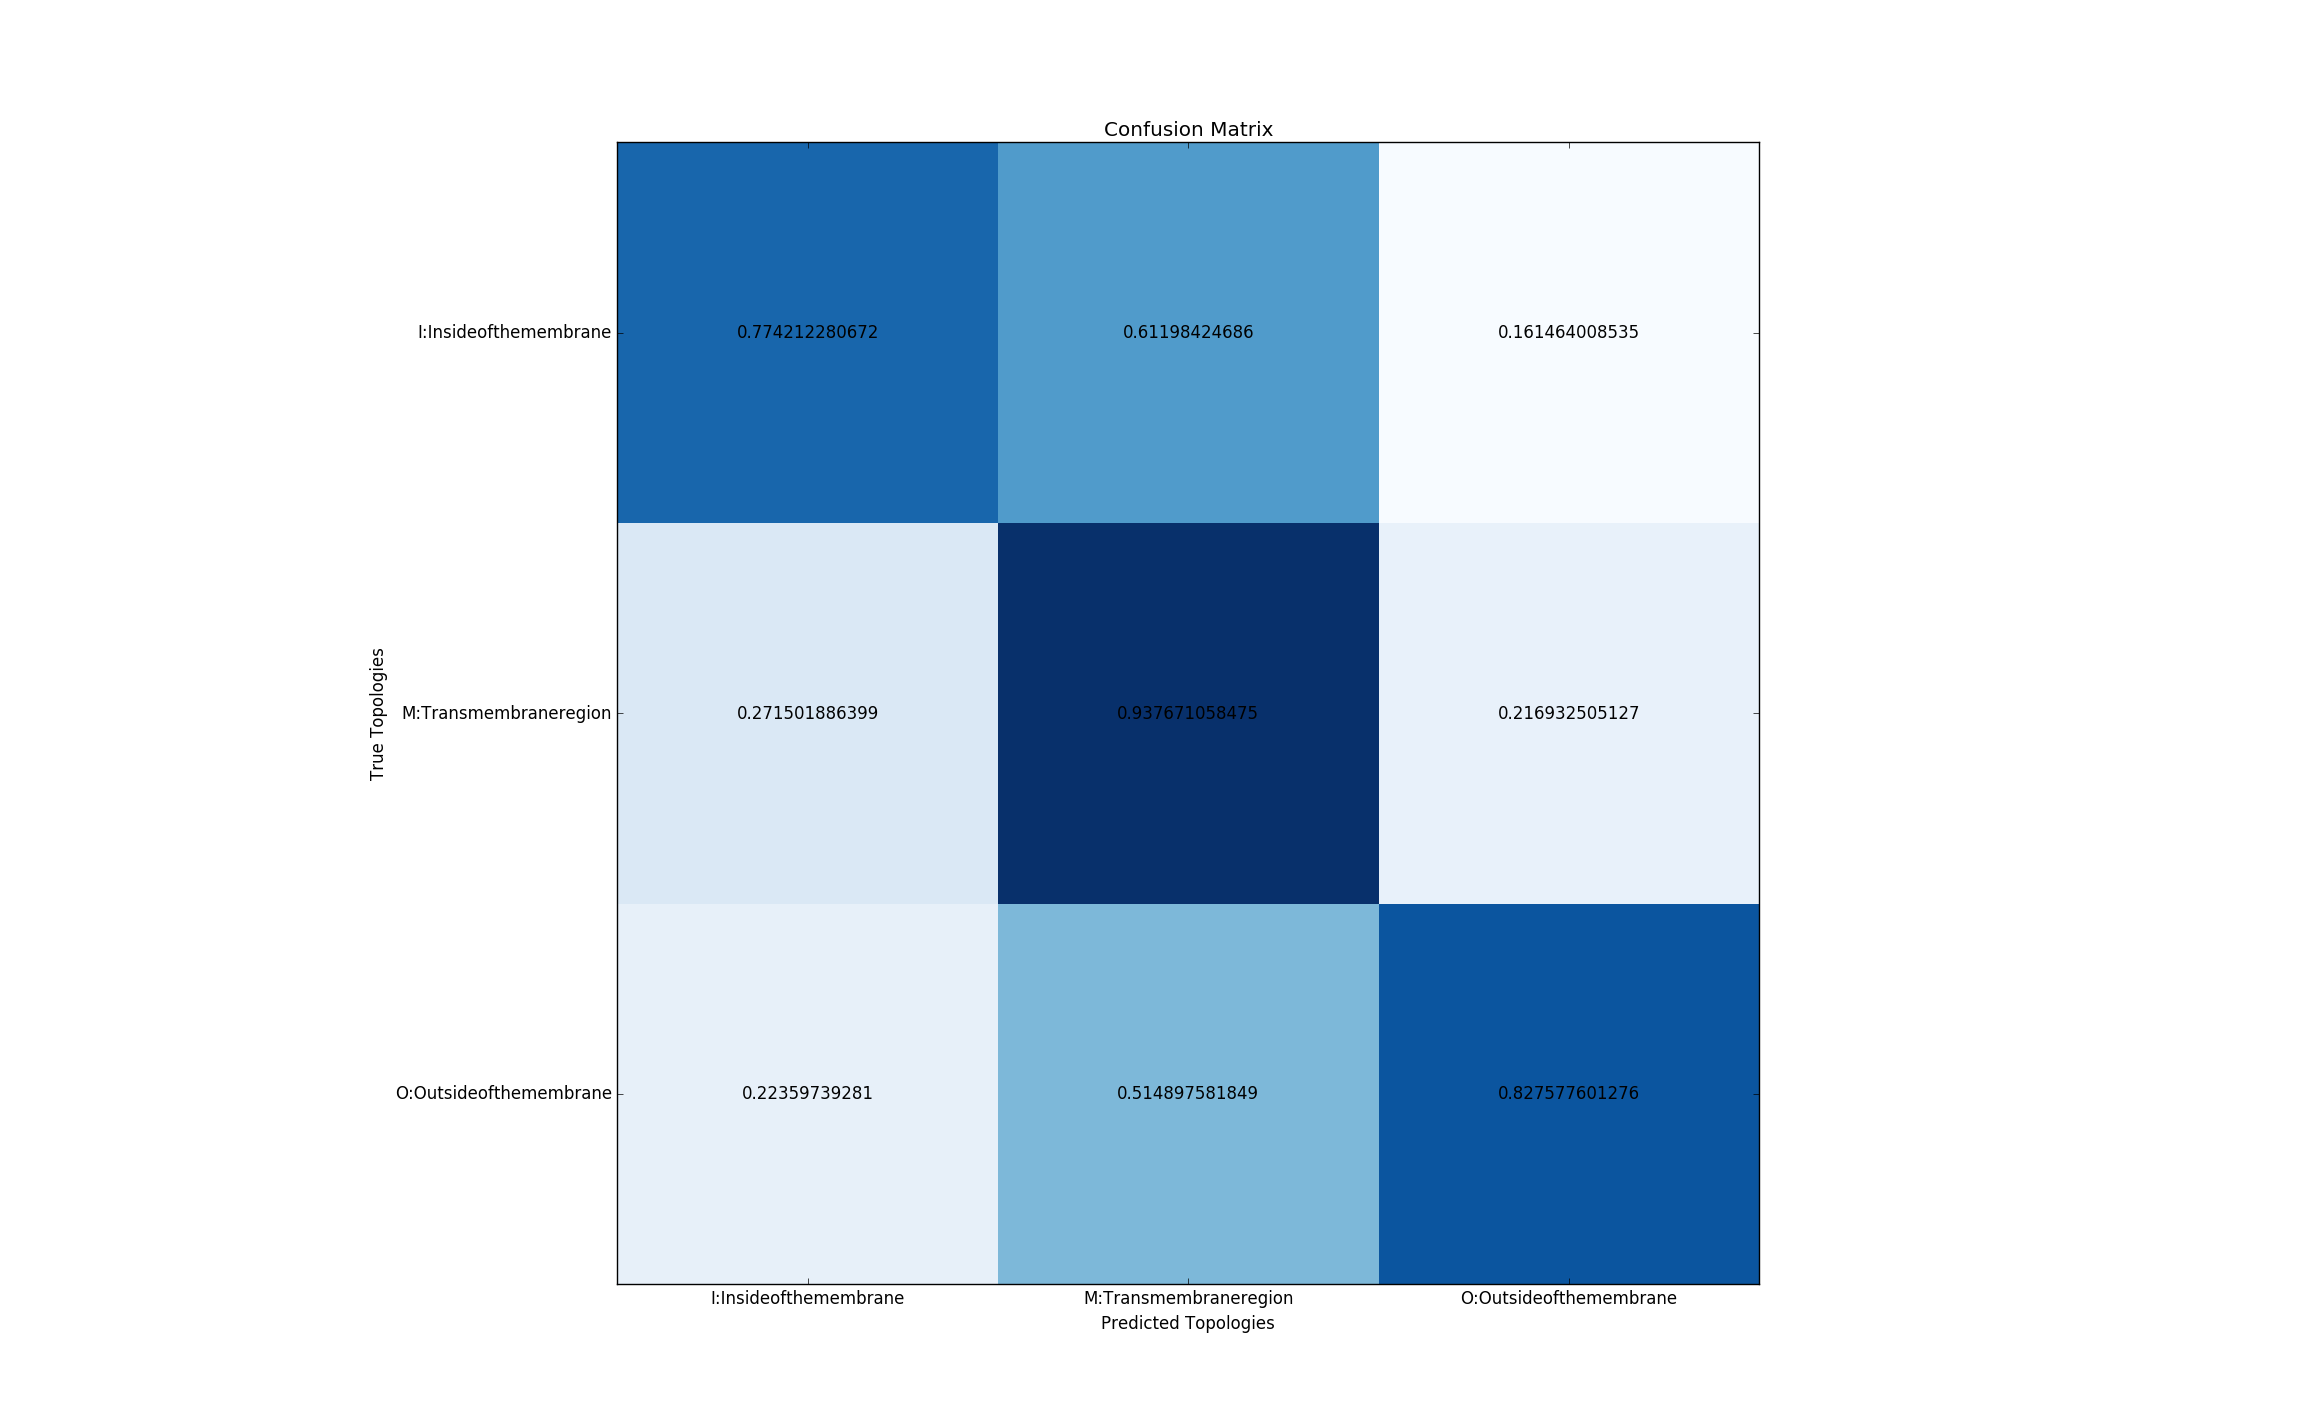 Confusion Matrix
I:Insideofthemembrane
0.774212280672
0.61198424686
0.161464008535
M:Transmembraneregion
0.271501886399
0.937671058475
0.216932505127
True Topologies
O:Outsideofthemembrane
0.22359739281
0.514897581849
0.827577601276
I:Insideofthemembrane
M:Transmembraneregion
O:Outsideofthemembrane
Predicted Topologies